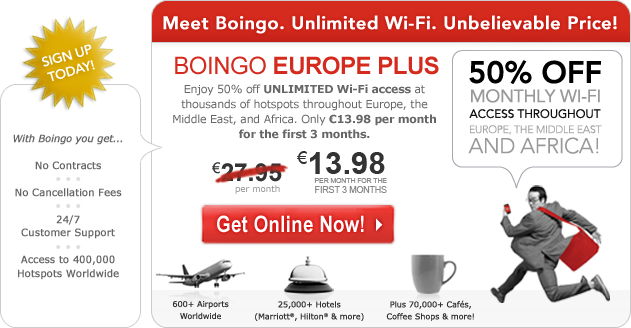 SIGN UP
TODAY!
With Boingo you get...
No Contracts
No Cancellation Fees
24/7
Customer Support
Access to 400,000
Hotspots Worldwide
Meet Boingo. Unlimited Wi-Fi. Unbelievable Price!
BOINGO EUROPE PLUS
Enjoy 50% off UNLIMITED Wi-Fi access at
thousands of hotspots throughout Europe, the
Middle East, and Africa. Only €13.98 per month
for the first 3 months.
€27.95
per month
€13.98
PER MONTH FOR THE
FIRST 3 MONTHS
Get Online Now!
600+ Airports
Worldwide
25,000+ Hotels
(Marriott®, Hilton® & more)
Plus 70,000+ Cafés,
Coffee Shops & more!
50% OFF
MONTHLY WI-FI
ACCESS THROUGHOUT
EUROPE, THE MIDDLE EAST
AND AFRICA!